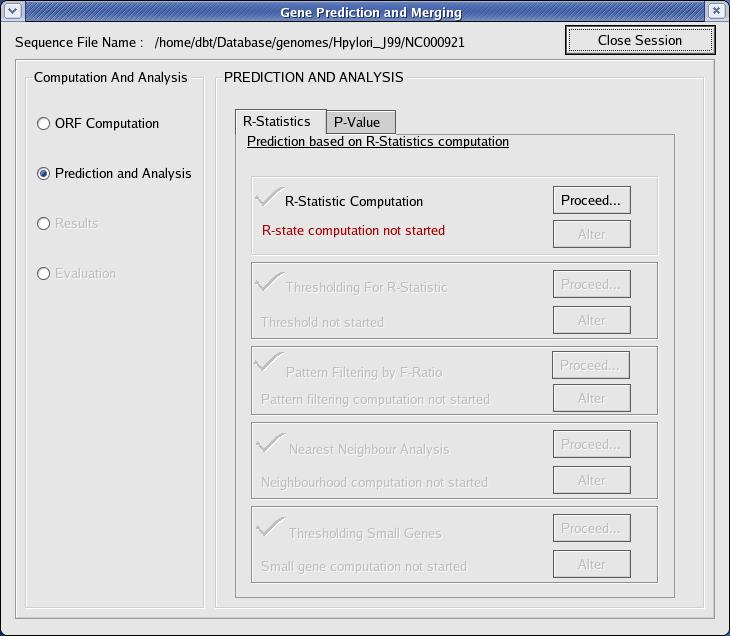 Gene Prediction and Merging
Sequence File Name : /home/dbt/Database/genomes/Hpylori_J99/NC000921
Close Session
Computation And Analysis
ORF Computation
Prediction and Analysis
Results
Evaluation
PREDICTION AND ANALYSIS
R-Statistics
P-Value
Prediction based on R-Statistics computation
R-Statistic Computation
Proceed...
R-state computation not started
Alter
Thresholding For R-Statistic
Proceed...
Threshold not started
Alter
Pattern Filtering by F-Ratio
Proceed...
Pattern filtering computation not started
Alter
Nearest Neighbour Analysis
Proceed...
Neighbourhood computation not started
Alter
Thresholding Small Genes
Proceed...
Small gene computation not started
Alter